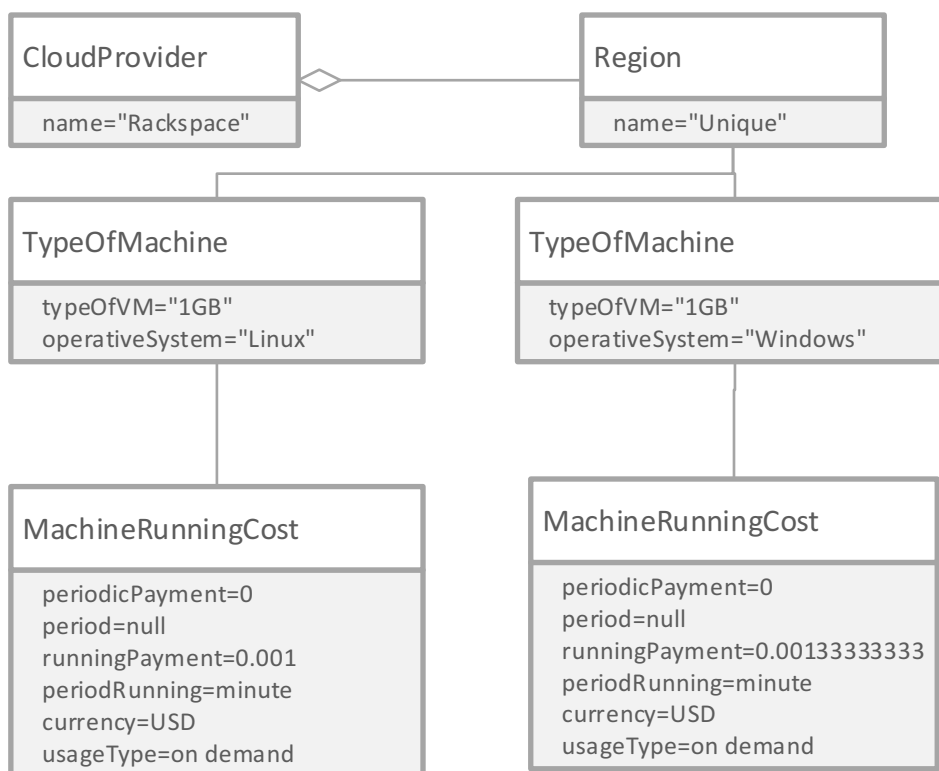 CloudProvider
name="Rackspace"
Region
name="Unique"
TypeOfMachine
typeOfVM="1GB"
operativeSystem="Linux"
TypeOfMachine
typeOfVM="1GB"
operativeSystem="Windows"
MachineRunningCost
periodicPayment=0
period=null
runningPayment=0.001
periodRunning=minute
currency=USD
usageType=on demand
MachineRunningCost
periodicPayment=0
period=null
runningPayment=0.00133333333
periodRunning=minute
currency=USD
usageType=on demand